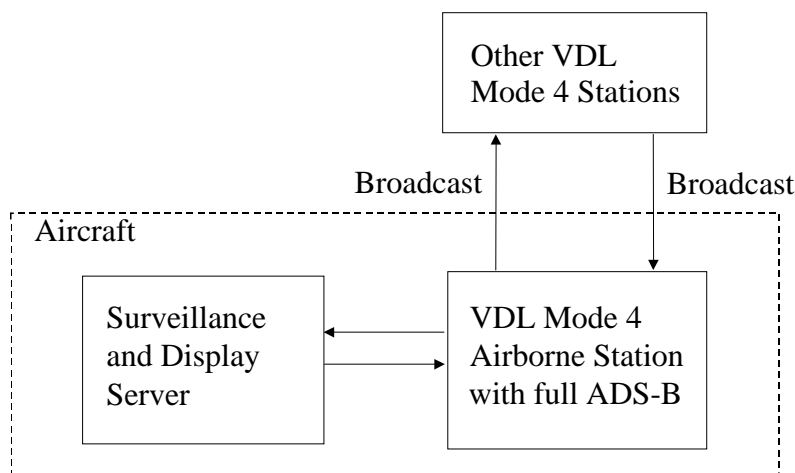 Other VDL
Mode 4 Stations
Broadcast
Broadcast
Aircraft
Surveillance
and Display
Server
VDL Mode 4
Airborne Station
with full ADS-B